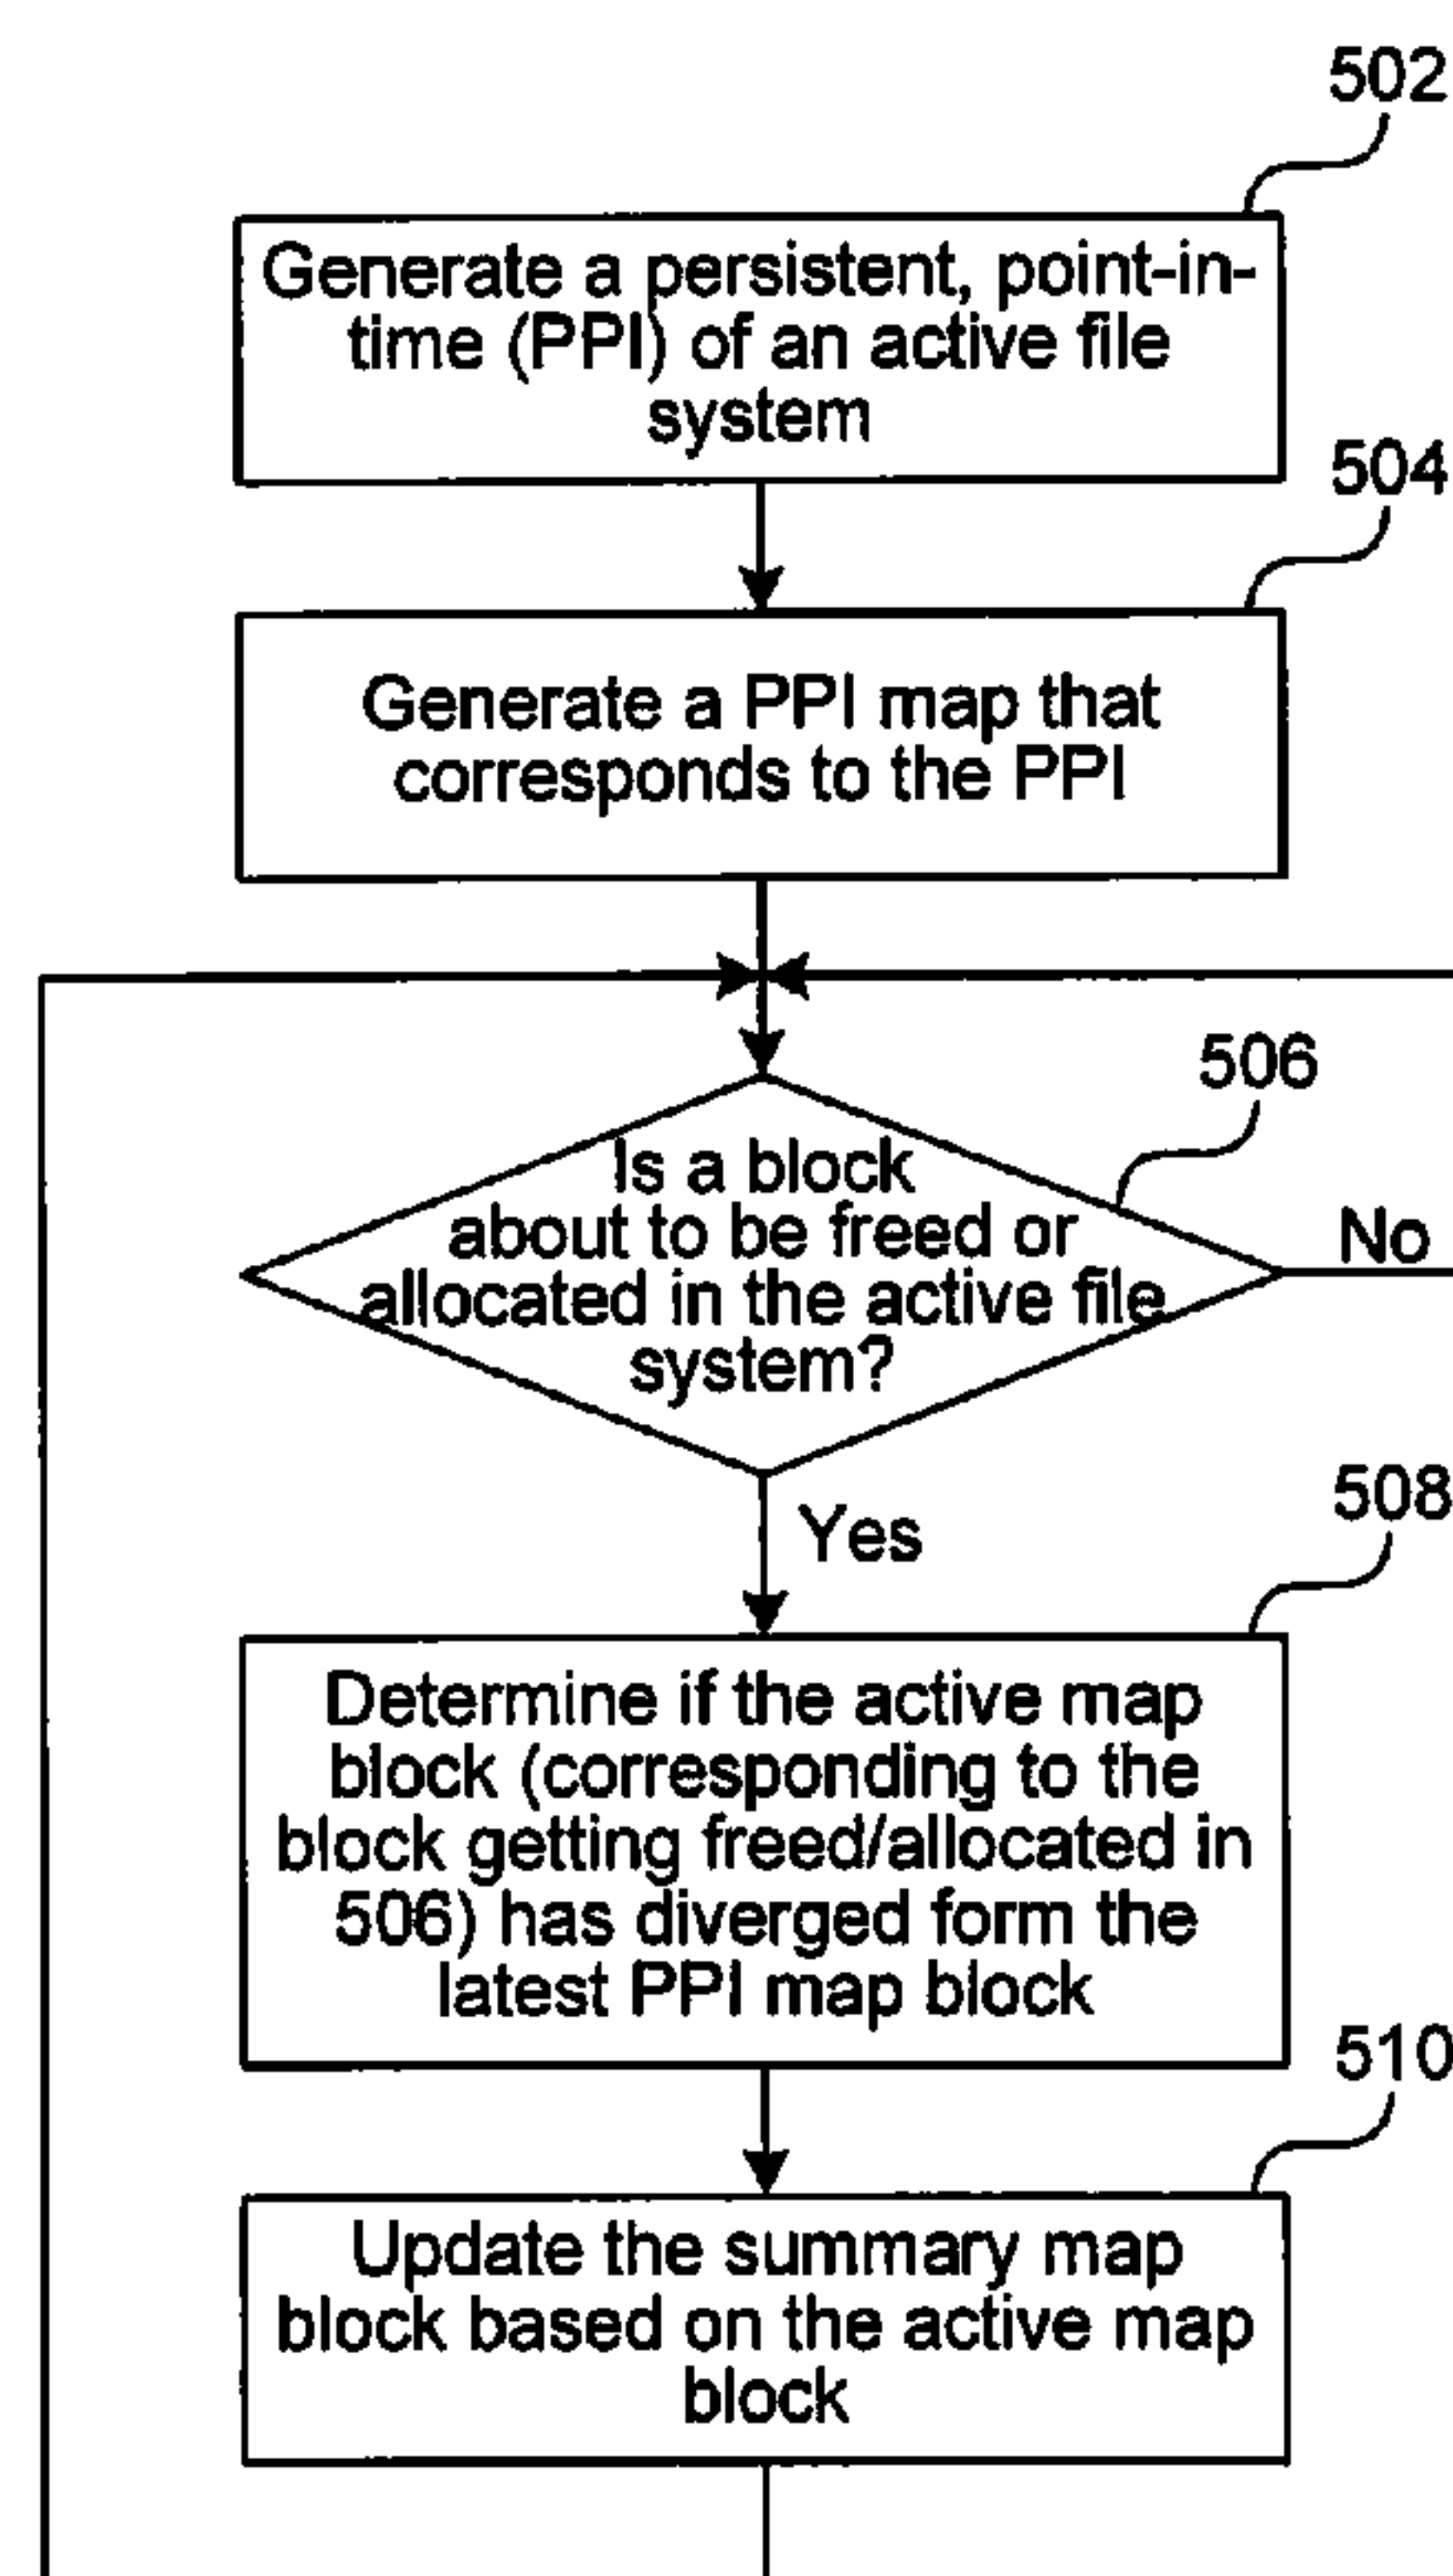 502
Generate a persistent, point-in-
time (PPI) of an active file
system
504
Generate a PPI map that
corresponds to the PPI
506
Is a block
about to be freed or
allocated in the active file
system?
No
Yes
508
Determine if the active map
block (corresponding to the
block getting freed/allocated in
506) has diverged form the
latest PPI map block
510
Update the summary map
block based on the active map
block